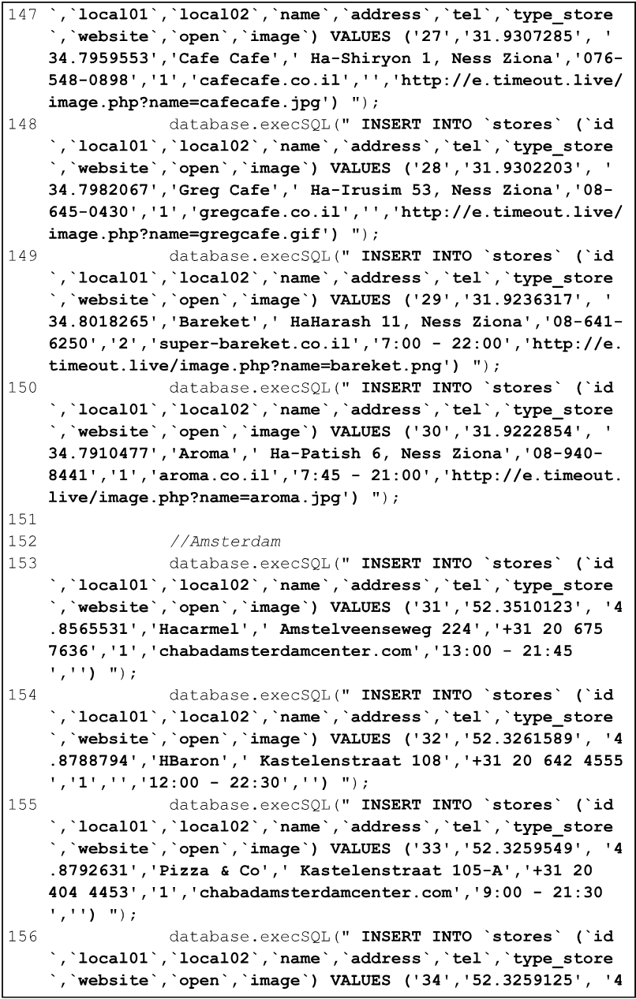 147 `,`local01`,`local02`,`name`,`address`,`tel`,`type_store
`,`website`,`open`,`image`) VALUES ('27','31.9307285', '
34.7959553','Cafe Cafe',' Ha-Shiryon 1, Ness Ziona','076-
548-0898','1','cafecafe.co.il','','http://e.timeout.live/
image.php?name=cafecafe.jpg') ");
148 database.execSQL(" INSERT INTO `stores` (`id
`,`local01`,`local02`,`name`,`address`,`tel`,`type_store
`,`website`,`open`,`image`) VALUES ('28','31.9302203', '
34.7982067','Greg Cafe',' Ha-Irusim 53, Ness Ziona','08-
645-0430','1','gregcafe.co.il','','http://e.timeout.live/
image.php?name=gregcafe.gif') ");
149 database.execSQL(" INSERT INTO `stores` (`id
`,`local01`,`local02`,`name`,`address`,`tel`,`type_store
`,`website`,`open`,`image`) VALUES ('29','31.9236317', '
34.8018265','Bareket',' HaHarash 11, Ness Ziona','08-641-
6250','2','super-bareket.co.il','7:00 - 22:00','http://e.
timeout.live/image.php?name=bareket.png') ");
150 database.execSQL(" INSERT INTO `stores` (`id
`,`local01`,`local02`,`name`,`address`,`tel`,`type_store
`,`website`,`open`,`image`) VALUES ('30','31.9222854', '
34.7910477','Aroma',' Ha-Patish 6, Ness Ziona','08-940-
8441','1','aroma.co.il','7:45 - 21:00','http://e.timeout.
live/image.php?name=aroma.jpg') ");
151
152 //Amsterdam
153 database.execSQL(" INSERT INTO `stores` (`id
`,`local01`,`local02`,`name`,`address`,`tel`,`type_store
`,`website`,`open`,`image`) VALUES ('31','52.3510123', '4
.8565531','Hacarmel',' Amstelveenseweg 224','+31 20 675
7636','1','chabadamsterdamcenter.com','13:00 - 21:45
','') ");
154 database.execSQL(" INSERT INTO `stores` (`id
`,`local01`,`local02`,`name`,`address`,`tel`,`type_store
`,`website`,`open`,`image`) VALUES ('32','52.3261589', '4
.8788794','HBaron',' Kastelenstraat 108','+31 20 642 4555
','1','','12:00 - 22:30','') ");
155 database.execSQL(" INSERT INTO `stores` (`id
`,`local01`,`local02`,`name`,`address`,`tel`,`type_store
`,`website`,`open`,`image`) VALUES ('33','52.3259549', '4
.8792631','Pizza & Co',' Kastelenstraat 105-A','+31 20
404 4453','1','chabadamsterdamcenter.com','9:00 - 21:30
','') ");
156 database.execSQL(" INSERT INTO `stores` (`id
`,`local01`,`local02`,`name`,`address`,`tel`,`type_store
`,`website`,`open`,`image`) VALUES ('34','52.3259125', '4